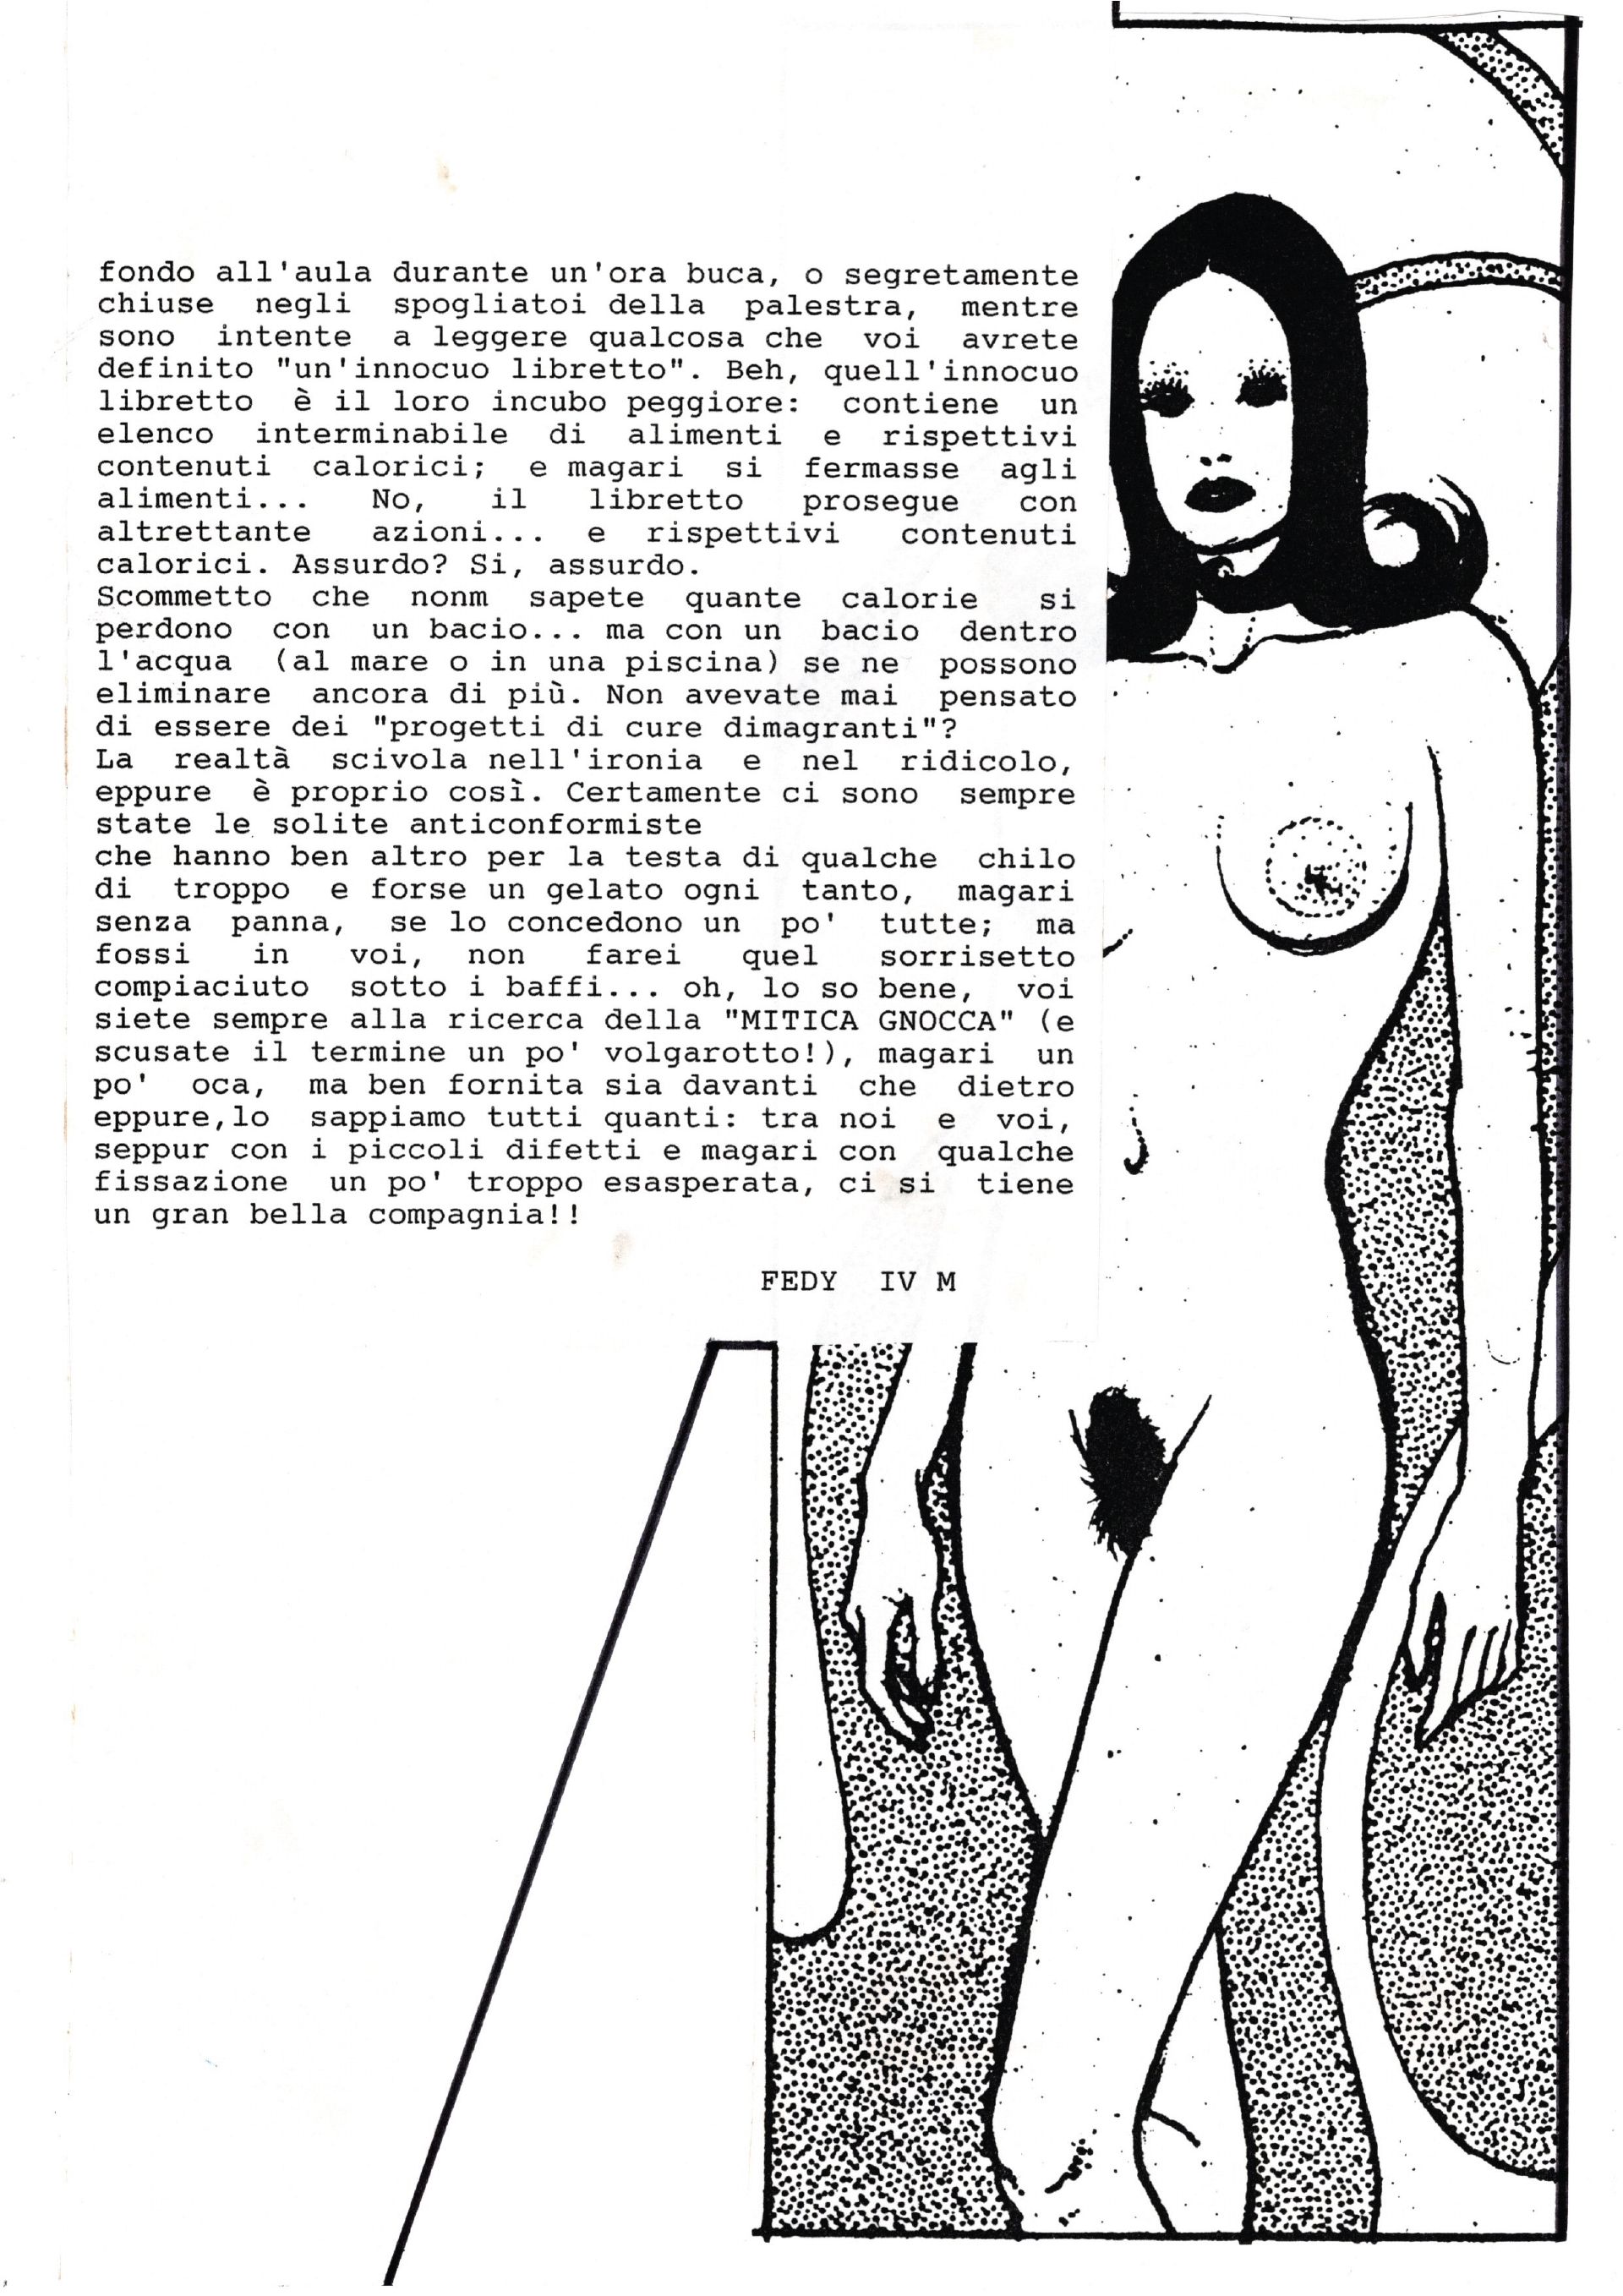 fondo all'aula durante un'ora buca, o segretamente
chiuse negli spogliatoi della palestra, mentre
sono intente a leggere qualcosa che voi avrete
definito "un'innocuo libretto". Beh, quell'innocuo
libretto è il loro incubo peggiore: contiene un
elenco interminabile di alimenti e rispettivi
contenuti calorici; e magari si fermasse agli
alimenti... No, il libretto prosegue con
altrettante azioni... e rispettivi contenuti
calorici. Assurdo? Si, assurdo.
Scommetto che nonm sapete quante calorie si
perdono con un bacio... ma con un bacio dentro
l'acqua (al mare o in una piscina) se ne possono
eliminare ancora di più. Non avevate mai pensato
di essere dei "progetti di cure dimagranti"?
La realtà scivola nell'ironia e nel ridicolo,
eppure è proprio così. Certamente ci sono sempre
state le solite anticonformiste
che hanno ben altro per la testa di qualche chilo
di troppo e forse un gelato ogni tanto, magari
senza panna, se lo concedono un po' tutte; ma
fossi in voi, non farei quel sorrisetto
compiaciuto sotto i baffi... oh, lo so bene, voi
siete sempre alla ricerca della "MITICA GNOCCA" (e
scusate il termine un po' volgarotto!), magari un
po' oca, ma ben fornita sia davanti che dietro
eppure,lo sappiamo tutti quanti: tra noi e voi,
seppur con i piccoli difetti e magari con qualche
fissazione un po' troppo esasperata, ci si tiene
un gran bella compagnia!!
FEDY IV M